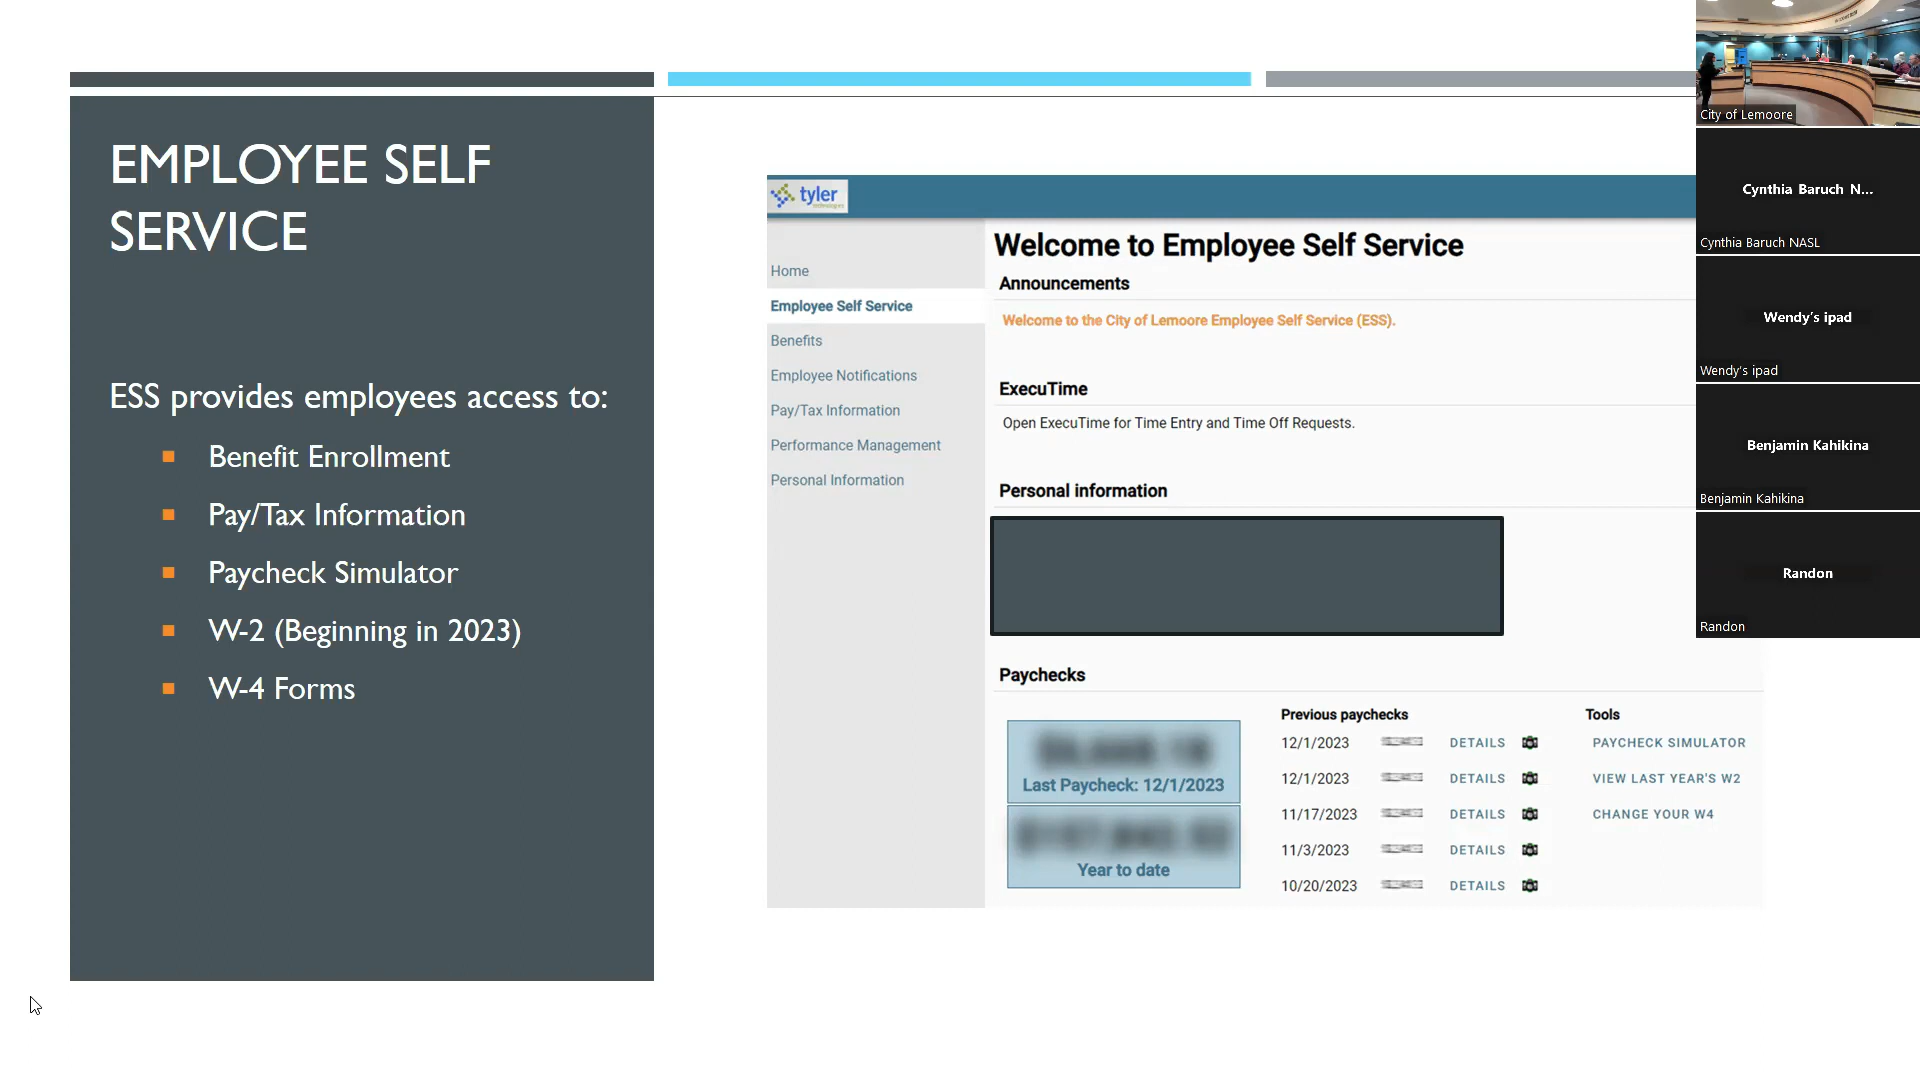 EMPLOYEE SELF
SERVICE
ESS provides employees access to:
Benefit Enrollment
Pay/Tax Information
Paycheck Simulator
W-2 (Beginning in 2023)
W-4 Forms
tyler
technologies
Home
Employee Self Service
Benefits
Employee Notifications
Pay/Tax Information
Performance Management
Personal Information
Welcome to Employee Self Service
Announcements
Welcome to the City of Lemoore Employee Self Service (ESS).
ExecuTime
Open ExecuTime for Time Entry and Time Off Requests.
Personal information
Paychecks
Last Paycheck: 12/1/2023
Year to date
Previous paychecks
12/1/2023 DETAILS
12/1/2023 DETAILS
11/17/2023 DETAILS
11/3/2023 DETAILS
10/20/2023 DETAILS
Tools
PAYCHECK SIMULATOR
VIEW LAST YEAR'S W2
CHANGE YOUR W4
City of Lemoore
Cynthia Baruch N...
Cynthia Baruch NASL
Wendy's ipad
Wendy's ipad
Benjamin Kahikina
Benjamin Kahikina
Randon
Randon